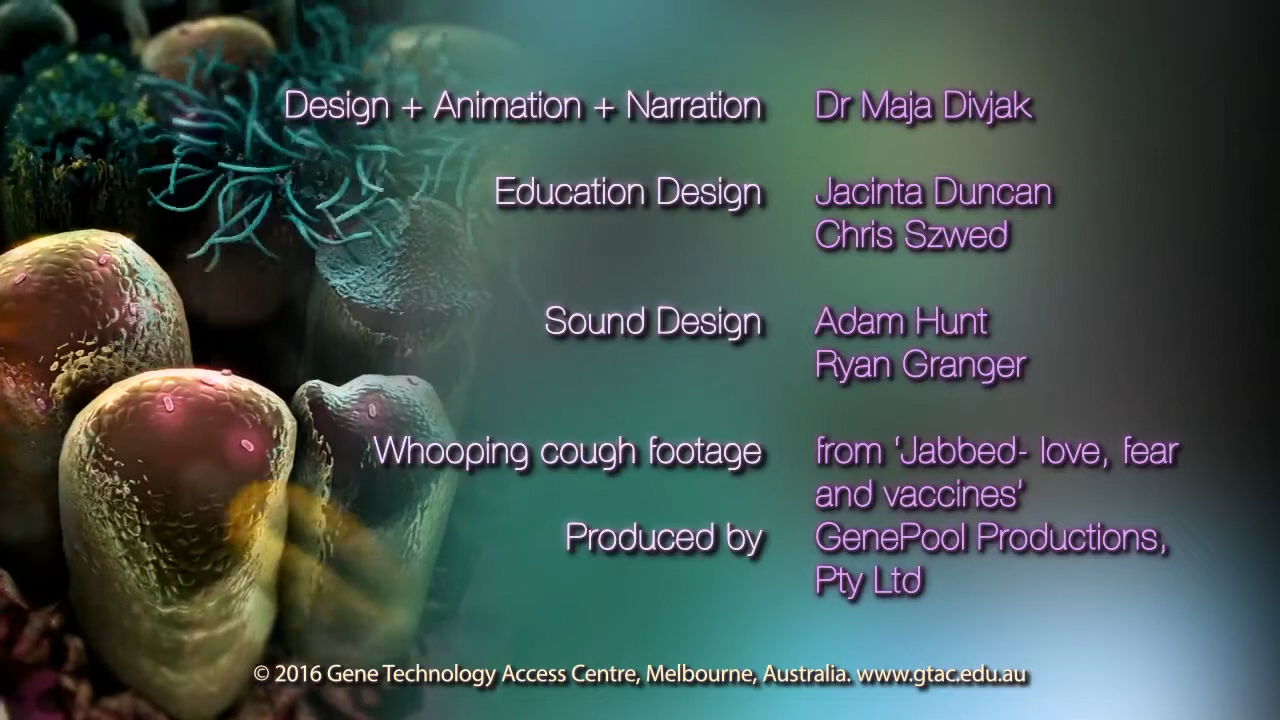 Design + Animation + Narration Dr Maja Divjak
Education Design Jacinta Duncan
Chris Szwed
Sound Design Adam Hunt
Ryan Granger
Whooping cough footage from ‘Jabbed- love, fear
and vaccines’
Produced by GenePool Productions,
Pty Ltd
© 2016 Gene Technology Access Centre, Melbourne, Australia. www.gtac.edu.au